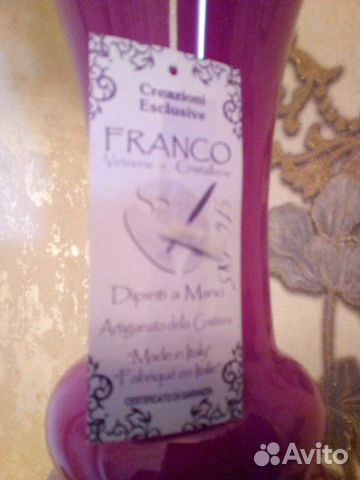 Creazioni
Esclusive
FRANCO
Vetrerie e Cristallerie
Dipinti a Mano
Artigianato della
"Made in Italy"
"Fabriqué en Italie"
CERTIFICATO DI GARANZIA
Avito